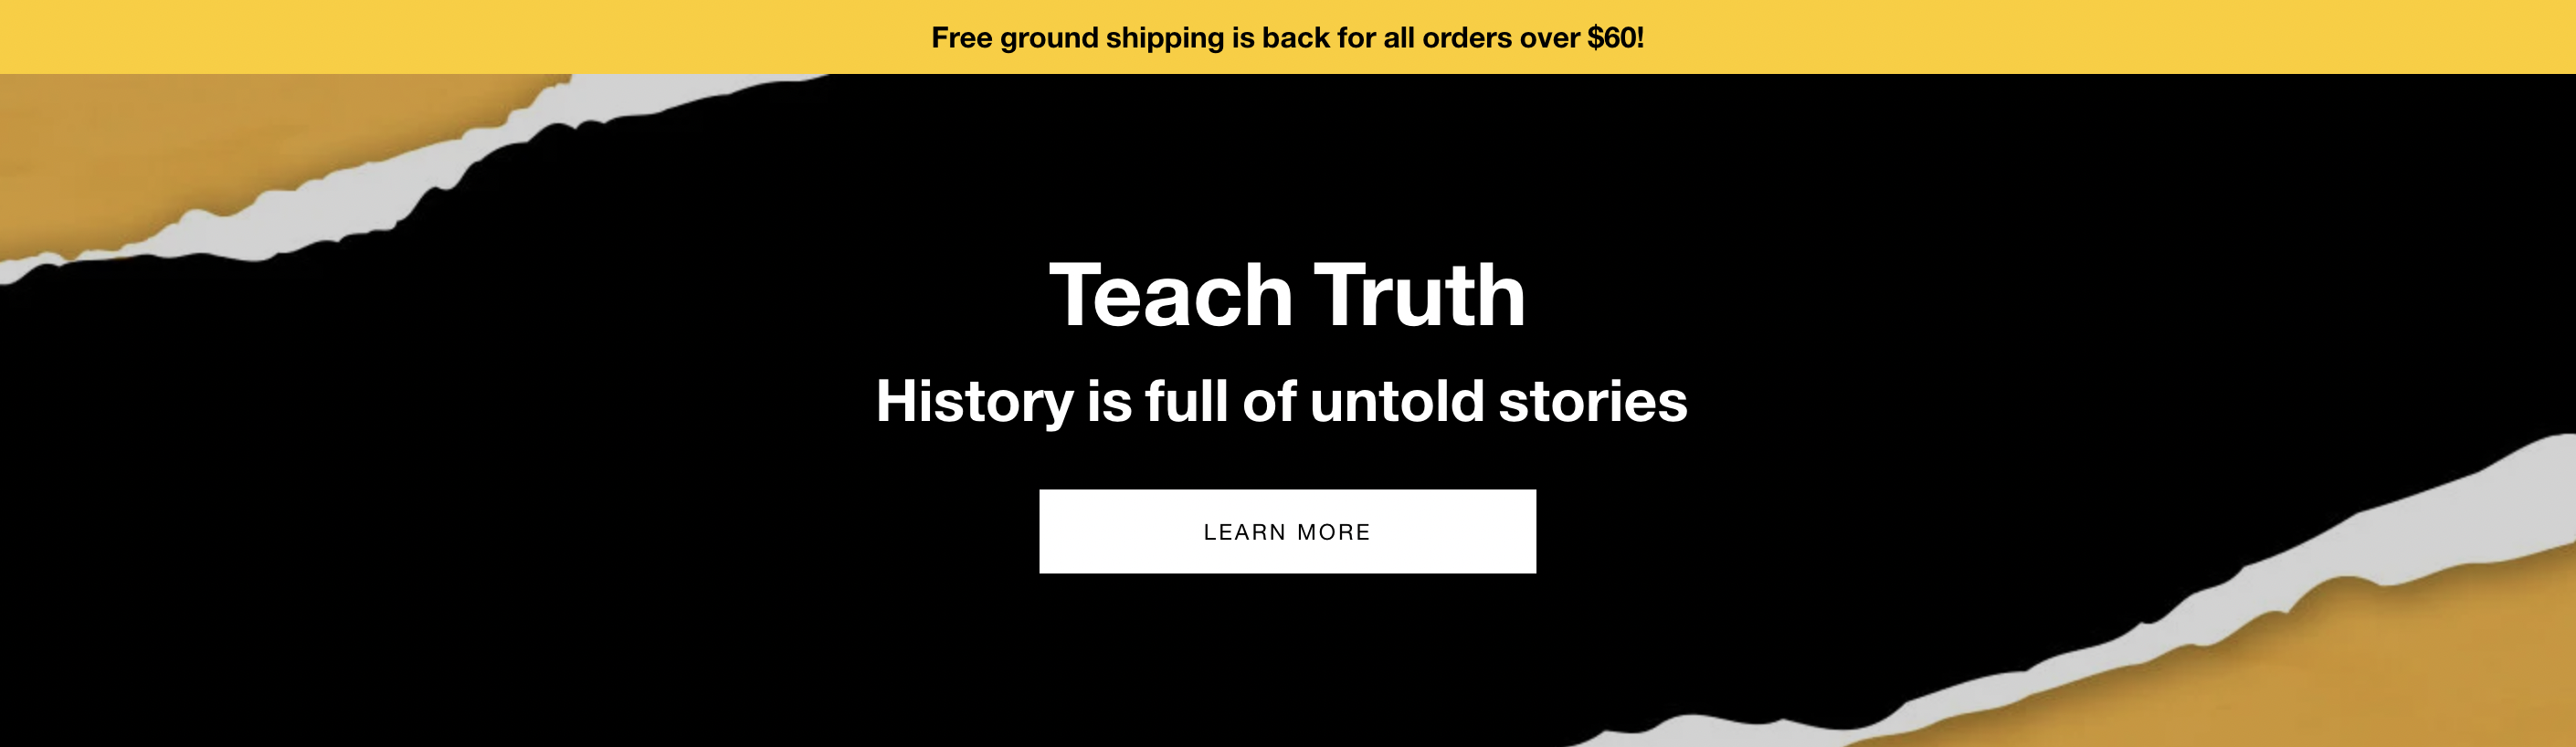 Free ground shipping is back for all orders over $60!
Teach Truth
History is full of untold stories
LEARN MORE